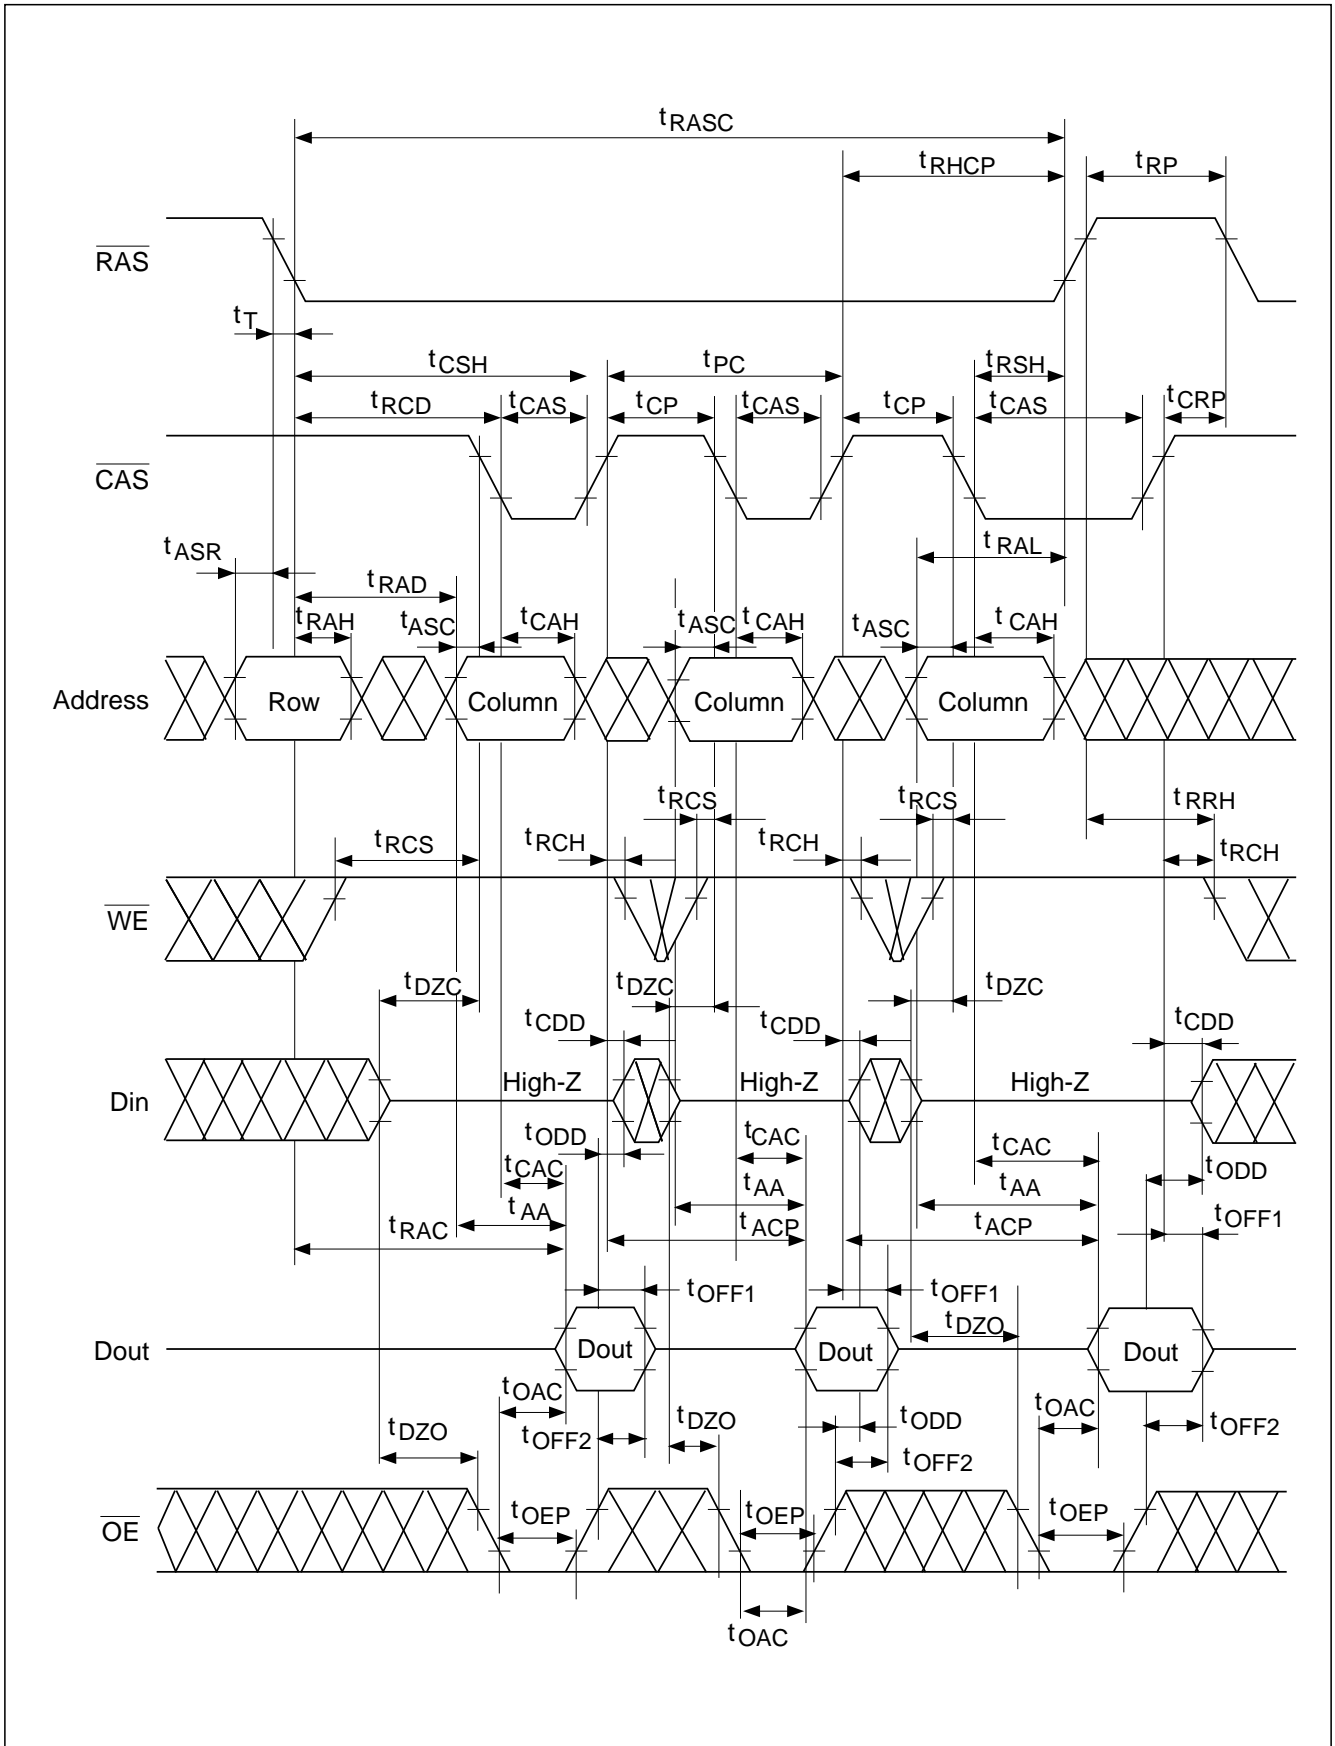 tRASC
tRHCP tRP
RAS
tT
tCSH tPC tRSH
tRCD tCAS tCP tCAS tCP tCAS tCRP
CAS
tASR tRAL
tRAD
tRAH tASC tCAH tASC tCAH tASC tCAH
Address Row Column Column Column
tRCS tRCS tRRH
tRCS tRCH tRCH tRCH
WE
tDZC tDZC tDZC
tCDD tCDD tCDD
Din High-Z High-Z High-Z
tODD tCAC tCAC
tCAC tODD
tAA tAA tAA
tRAC tACP tACP tOFF1
tOFF1 tOFF1
tDZO
Dout Dout Dout Dout
tOAC tOAC
tDZO tOFF2 tDZO tODD tOFF2
tOFF2
OE tOEP tOEP tOEP
tOAC